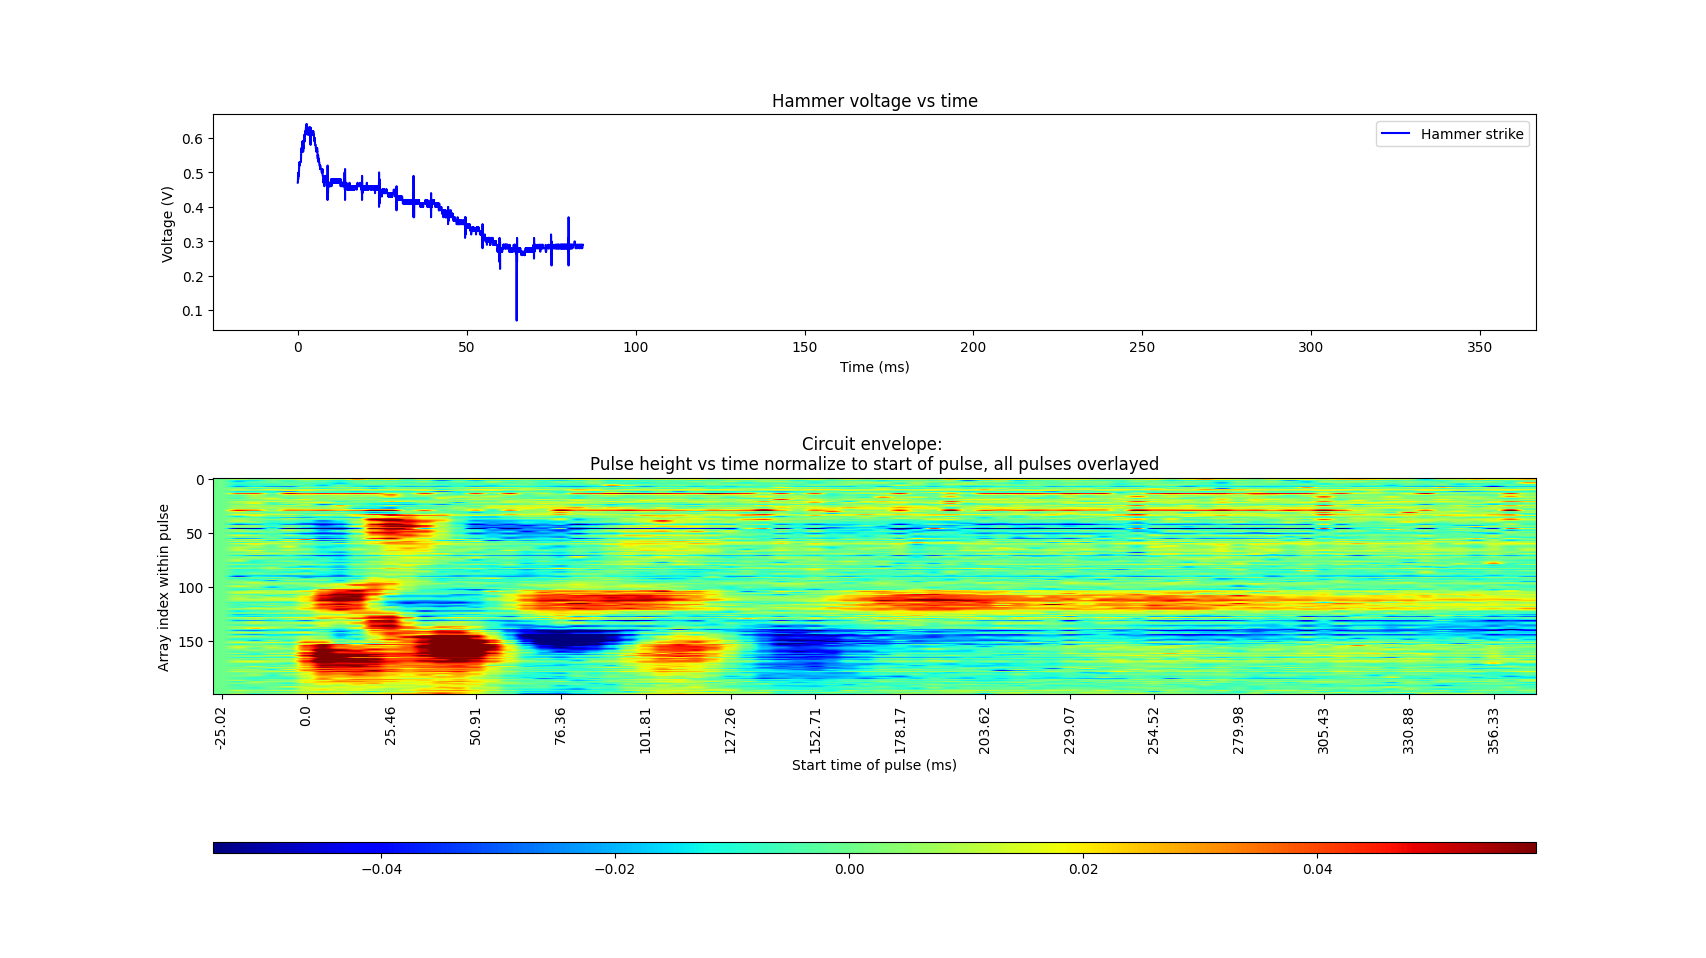 Hammer voltage vs time
Hammer strike
Voltage (V)
0.6
0.5
0.4
0.3
0.2
0.1
0 50 100 150 200 250 300 350
Time (ms)
Circuit envelope:
Pulse height vs time normalize to start of pulse, all pulses overlayed
Array index within pulse
0
50
100
150
-25.02 0.0 25.46 50.91 76.36 101.81 127.26 152.71 178.17 203.62 229.07 254.52 279.98 305.43 330.88 356.33
Start time of pulse (ms)
−0.04 −0.02 0.00 0.02 0.04